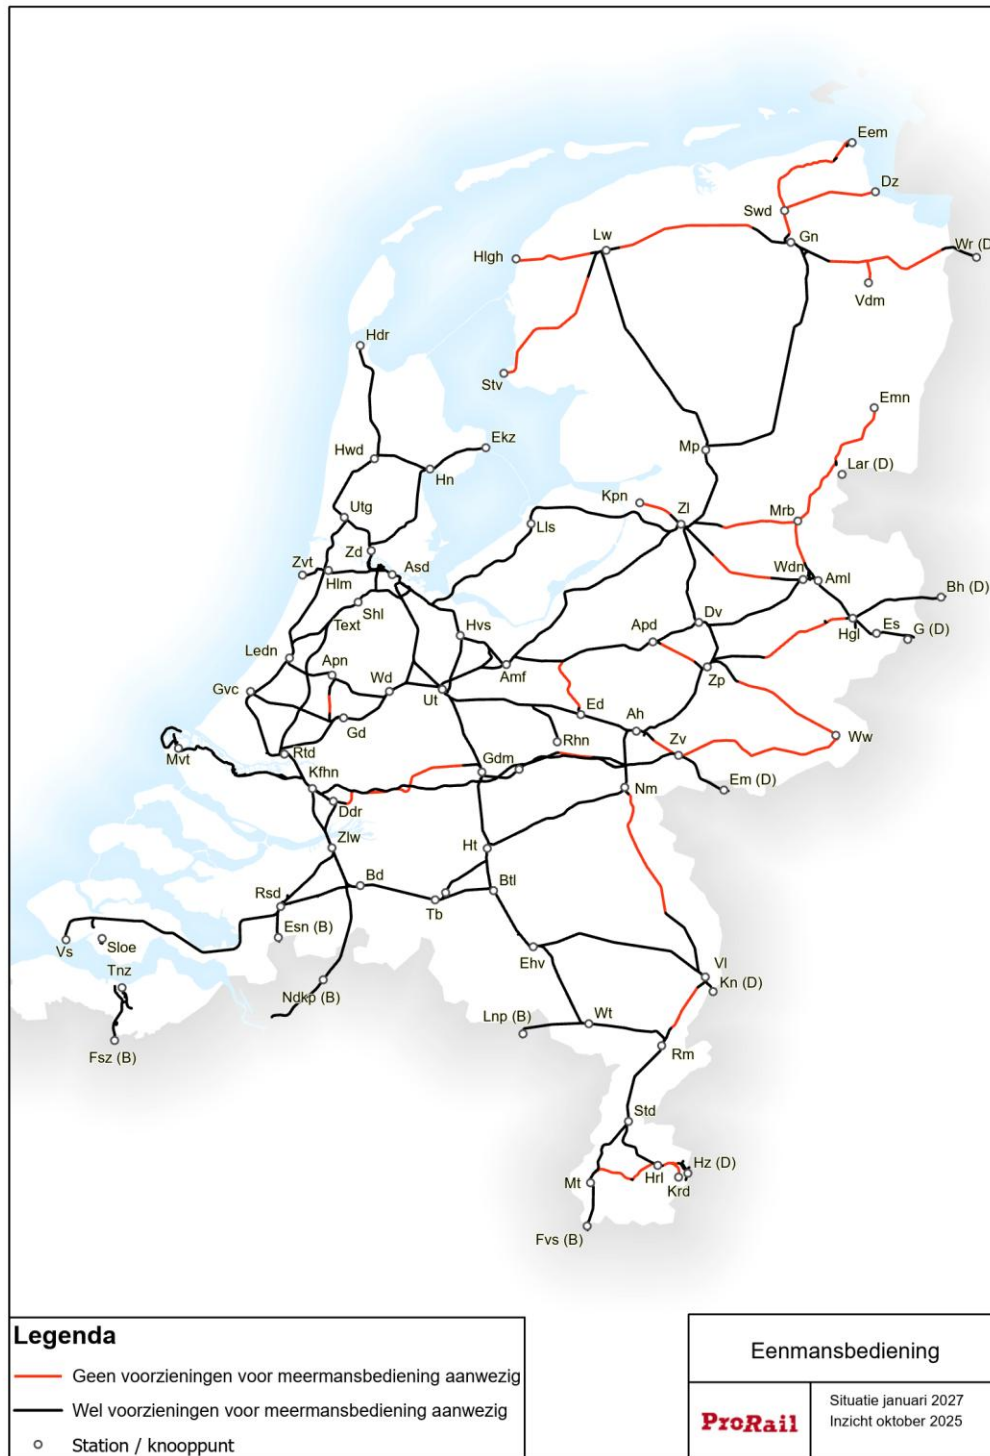 Eem
Dz
Swd
Lw
Gn
Wr (D
Hlgh
Vdm
Hdr
Stv
Emn
Ekz
Hwd
Mp
Hn
Lar (D)
Kpn
Zl
Utg
Lls
Mrb
Zd
Zvt
Asd
Wdn
Aml
Hlm
Bh (D)
Shl
Text
Hvs
Apd
Dv
Es
Hgl
G (D)
Ledn
Apn
Amf
Zp
Gvc
Wd
Ut
Ed
Ah
Gd
Rhn
Zv
Ww
Mvt
Rtd
Gdm
Kfhn
Em (D)
Nm
Ddr
Zlw
Ht
Bd
Btl
Rsd
Tb
Esn (B)
Vs
Sloe
Ehv
Tnz
Vl
Kn (D)
Ndkp (B)
Lnp (B)
Wt
Fsz (B)
Rm
Std
Hz (D)
Mt
Hrl
Krd
Fvs (B)
Legenda
Geen voorzieningen voor meermansbediening aanwezig
Wel voorzieningen voor meermansbediening aanwezig
Station / knooppunt
Eenmansbediening
ProRail
Situatie januari 2027
Inzicht oktober 2025